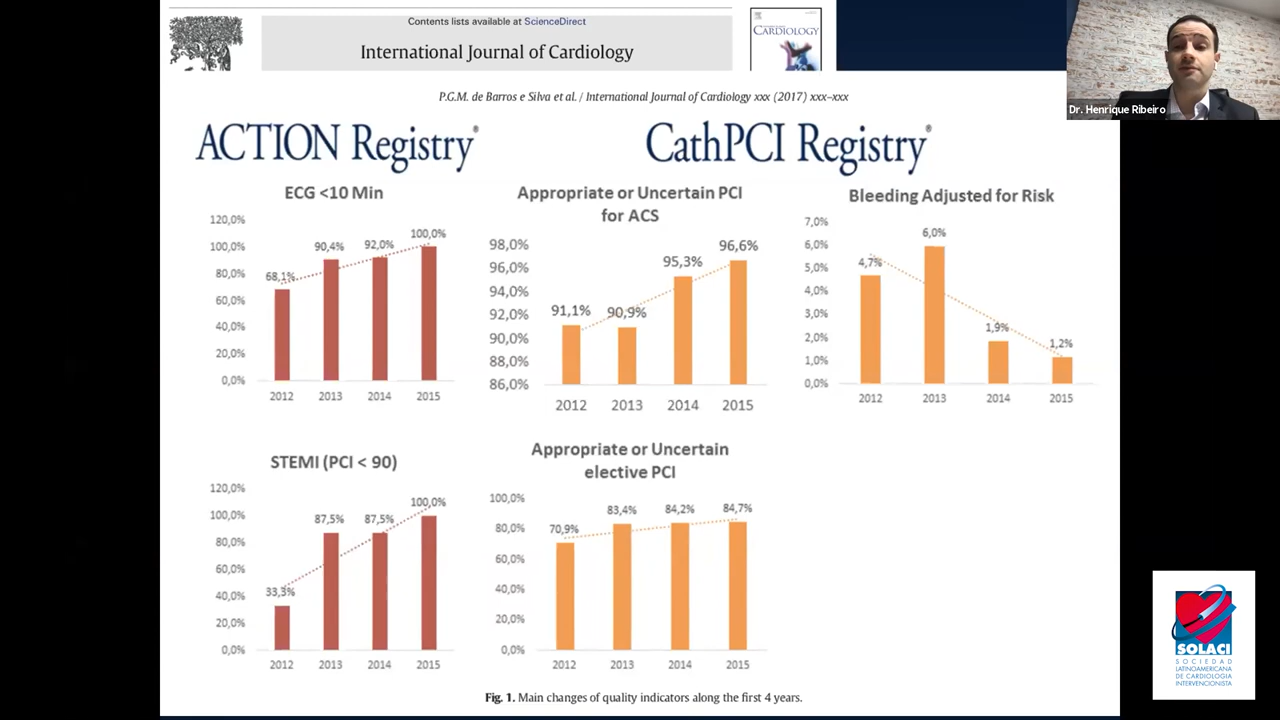 Contents lists available at ScienceDirect
International Journal of Cardiology
CARDIOLOGY
Dr. Henrique Ribeiro
P.G.M. de Barros e Silva et al. / International Journal of Cardiology xxx (2017) xxx–xxx
ACTION Registry®
CathPCI Registry®
ECG <10 Min
120,0%
100,0%
80,0%
60,0%
40,0%
20,0%
0,0%
68,1%
90,4%
92,0%
100,0%
2012 2013 2014 2015
Appropriate or Uncertain PCI
for ACS
98,0%
96,0%
94,0%
92,0%
90,0%
88,0%
86,0%
91,1%
90,9%
95,3%
96,6%
2012 2013 2014 2015
Bleeding Adjusted for Risk
7,0%
6,0%
5,0%
4,0%
3,0%
2,0%
1,0%
0,0%
4,7%
6,0%
1,9%
1,2%
2012 2013 2014 2015
STEMI (PCI < 90)
120,0%
100,0%
80,0%
60,0%
40,0%
20,0%
0,0%
33,3%
87,5%
87,5%
100,0%
2012 2013 2014 2015
Appropriate or Uncertain
elective PCI
100,0%
80,0%
60,0%
40,0%
20,0%
0,0%
70,9%
83,4%
84,2%
84,7%
2012 2013 2014 2015
Fig. 1. Main changes of quality indicators along the first 4 years.
SOLACI
SOCIEDAD
LATINOAMERICANA
DE CARDIOLOGIA
INTERVENCIONISTA